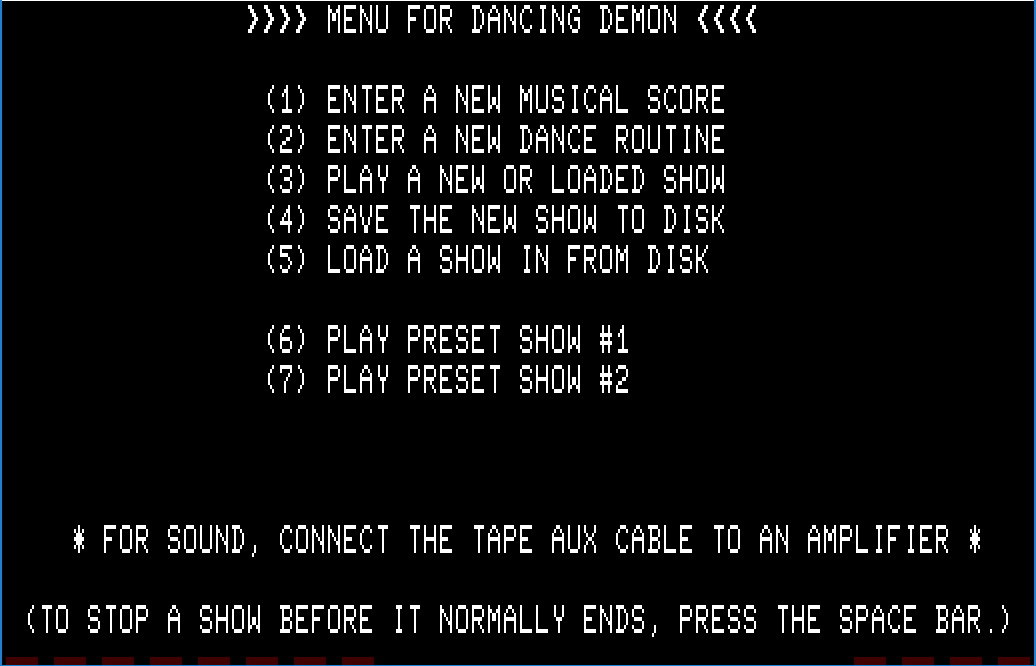 >>>> MENU FOR DANCING DEMON <<<<
(1) ENTER A NEW MUSICAL SCORE
(2) ENTER A NEW DANCE ROUTINE
(3) PLAY A NEW OR LOADED SHOW
(4) SAVE THE NEW SHOW TO DISK
(5) LOAD A SHOW IN FROM DISK
(6) PLAY PRESET SHOW #1
(7) PLAY PRESET SHOW #2
* FOR SOUND, CONNECT THE TAPE AUX CABLE TO AN AMPLIFIER *
(TO STOP A SHOW BEFORE IT NORMALLY ENDS, PRESS THE SPACE BAR.)